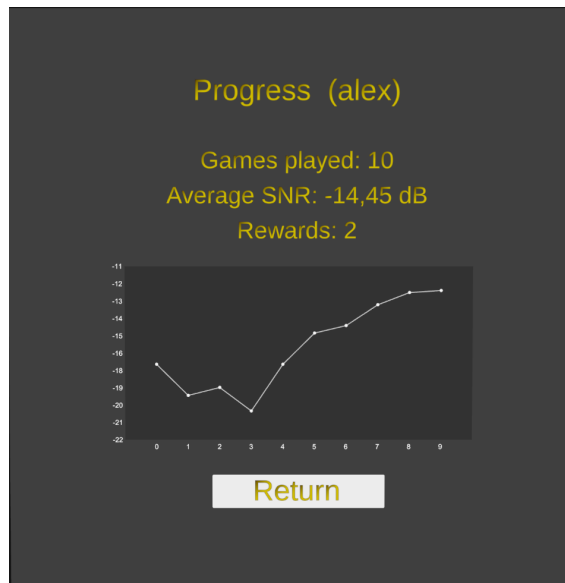 Progress (alex)
Games played: 10
Average SNR: -14,45 dB
Rewards: 2
-11
-12
-13
-14
-15
-16
-18
-19
-20
-21
-22
0 1 2 3 4 5 6 7 8 9
Return